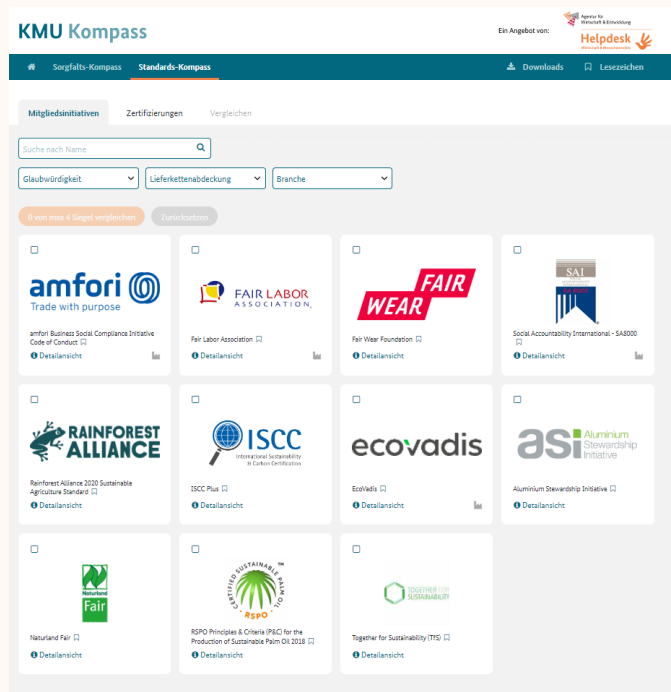 KMU Kompass
Ein Angebot von:
Agentur für
Wirtschaft & Entwicklung
Helpdesk
Wirtschaft & Menschenrechte
Sorgfalts-Kompass Standards-Kompass Downloads Lesezeichen
Mitgliedsinitiativen Zertifizierungen Vergleichen
Suche nach Name
Glaubwürdigkeit Lieferkettenabdeckung Branche
0 von max 4 Siegel vergleichen Zurücksetzen
amfori
Trade with purpose
amfori Business Social Compliance Initiative
Code of Conduct
Detailansicht
FAIR LABOR
ASSOCIATION
Fair Labor Association
Detailansicht
FAIR
WEAR
Fair Wear Foundation
Detailansicht
SAI
Social Accountability International - SA8000
Detailansicht
RAINFOREST
ALLIANCE
Rainforest Alliance 2020 Sustainable
Agriculture Standard
Detailansicht
ISCC
International Sustainability
& Carbon Certification
ISCC Plus
Detailansicht
ecovadis
EcoVadis
Detailansicht
asi Aluminium
Stewardship
Initiative
Aluminium Stewardship Initiative
Detailansicht
Naturland
Fair
Naturland Fair
Detailansicht
CERTIFIED SUSTAINABLE PALM OIL
TM
RSPO
RSPO Principles & Criteria (P&C) for the
Production of Sustainable Palm Oil 2018
Detailansicht
TOGETHER FOR
SUSTAINABILITY
Together for Sustainability (TfS)
Detailansicht